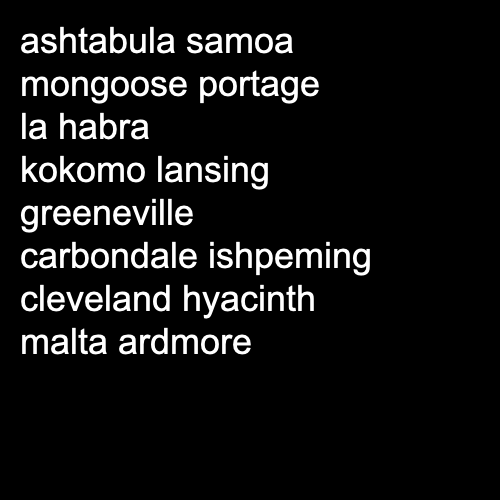 ashtabula samoa
mongoose portage
la habra
kokomo lansing
greeneville
carbondale ishpeming
cleveland hyacinth
malta ardmore